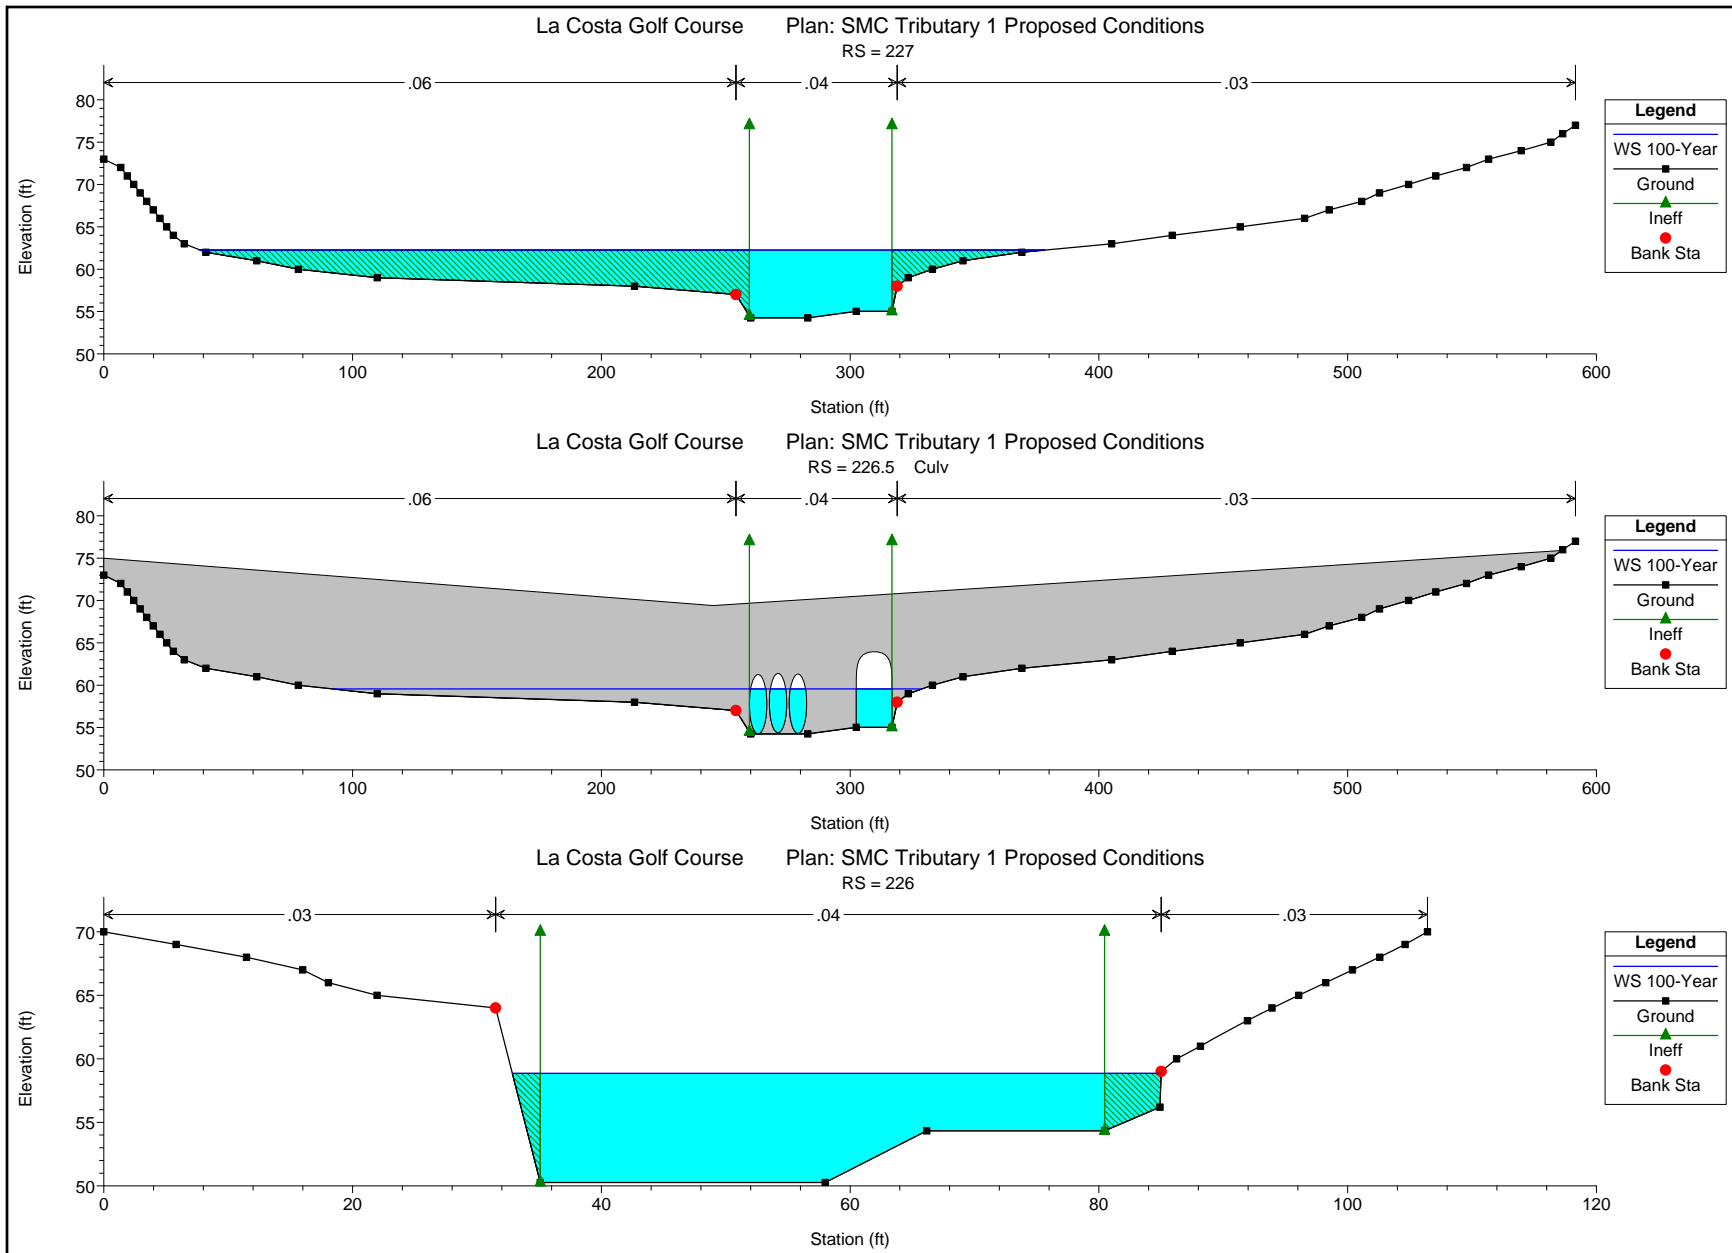 La Costa Golf Course Plan: SMC Tributary 1 Proposed Conditions
RS = 227
.06 .04 .03
80
75
70
65
60
55
50
Elevation (ft)
0 100 200 300 400 500 600
Station (ft)
Legend
WS 100-Year
Ground
Ineff
Bank Sta
La Costa Golf Course Plan: SMC Tributary 1 Proposed Conditions
RS = 226.5 Culv
.06 .04 .03
80
75
70
65
60
55
50
Elevation (ft)
0 100 200 300 400 500 600
Station (ft)
Legend
WS 100-Year
Ground
Ineff
Bank Sta
La Costa Golf Course Plan: SMC Tributary 1 Proposed Conditions
RS = 226
.03 .04 .03
70
65
60
55
50
Elevation (ft)
0 20 40 60 80 100 120
Station (ft)
Legend
WS 100-Year
Ground
Ineff
Bank Sta